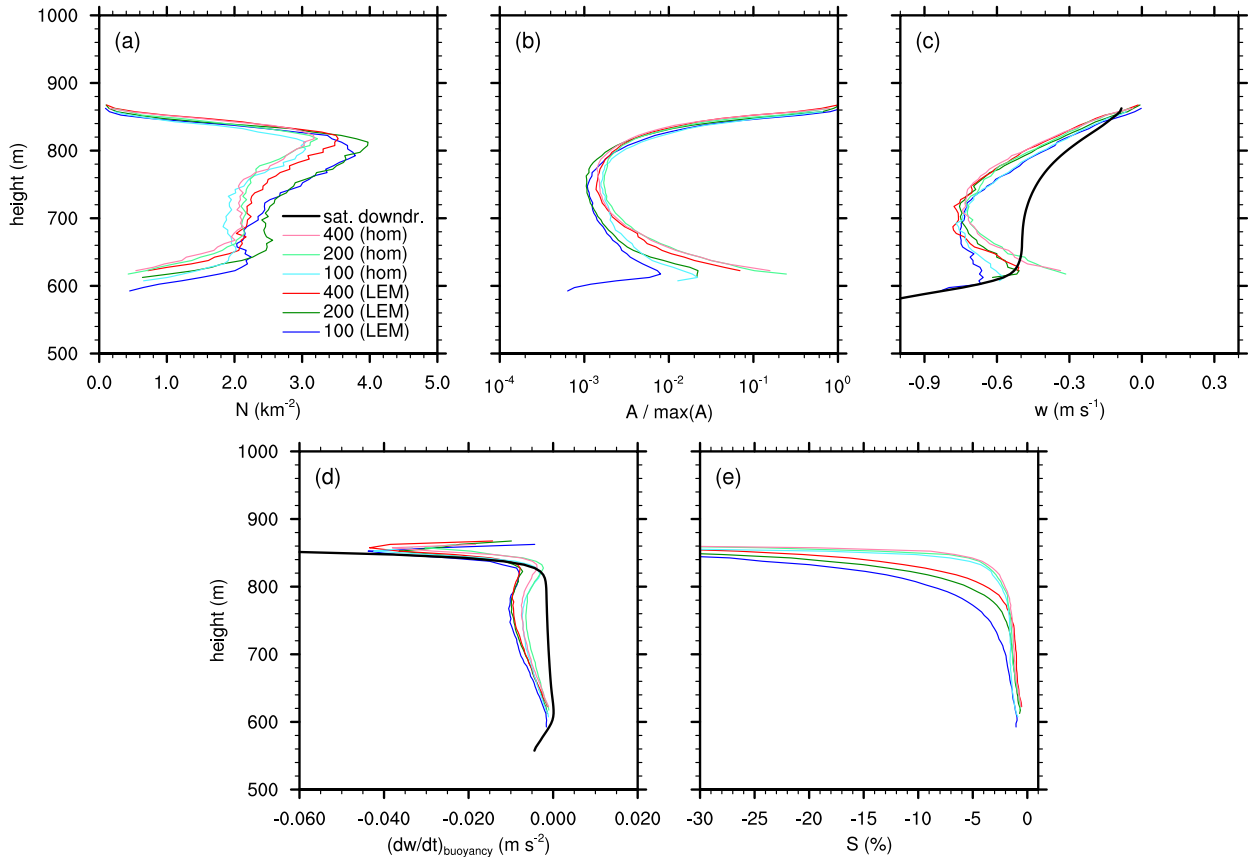 (a)
(b)
(c)
1000
900
800
700
600
500
height (m)
sat. downdr.
400 (hom)
200 (hom)
100 (hom)
400 (LEM)
200 (LEM)
100 (LEM)
0.0 1.0 2.0 3.0 4.0 5.0
N (km⁻²)
10⁻⁴ 10⁻³ 10⁻² 10⁻¹ 10⁰
A / max(A)
-0.9 -0.6 -0.3 0.0 0.3
w (m s⁻¹)
(d)
(e)
1000
900
800
700
600
500
height (m)
-0.060 -0.040 -0.020 0.000 0.020
(dw/dt)buoyancy (m s⁻²)
-30 -25 -20 -15 -10 -5 0
S (%)